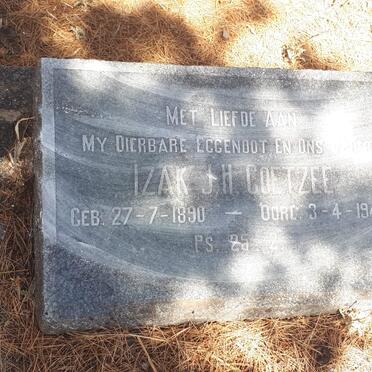 MET LIEFDE AAN
MY DIERBARE EGGENOOT EN ONS
IZAK J.H. COETZEE
GEB. 27-7-1890 — OORL. 3-4-19
PS. 25